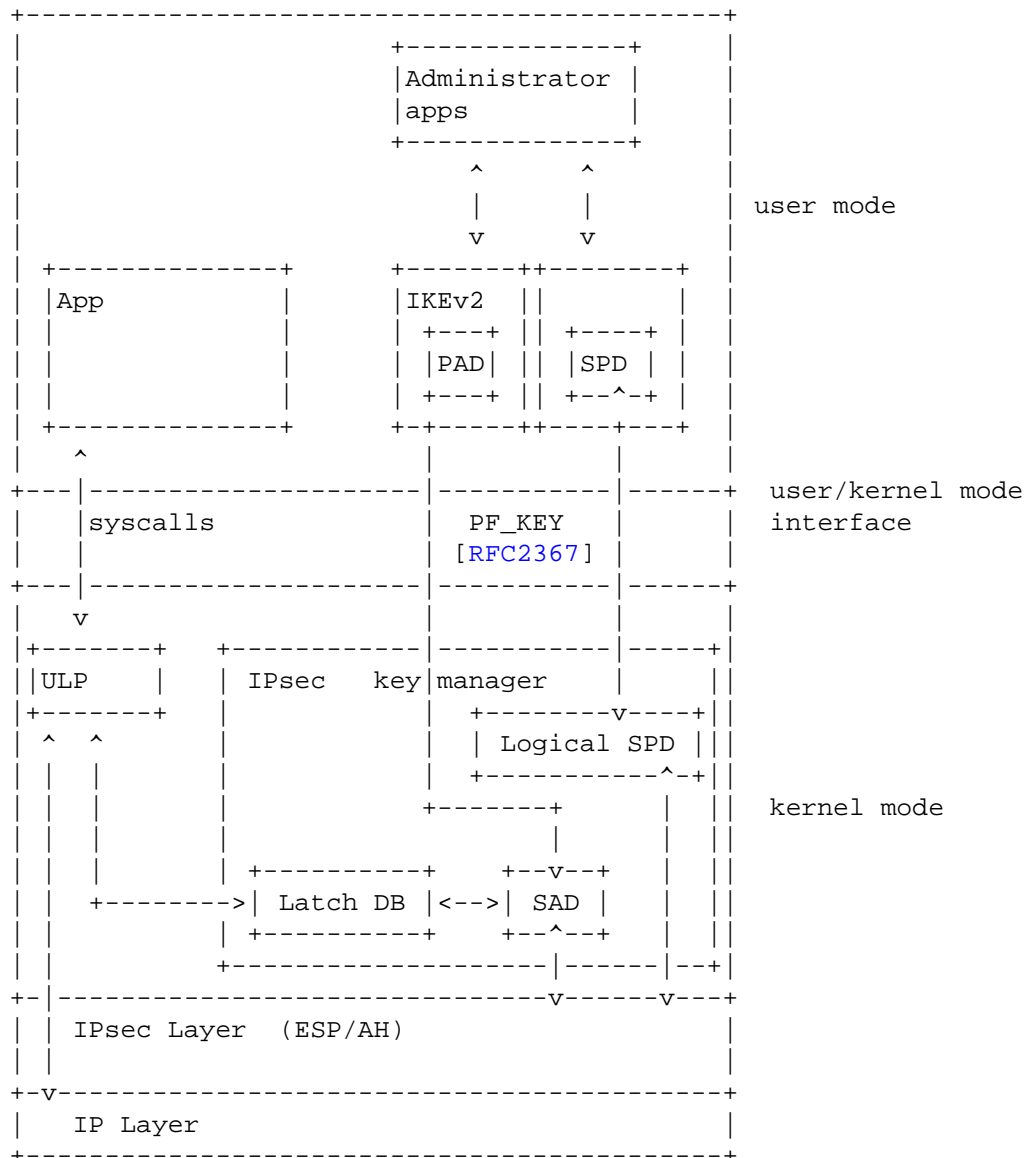 Administrator
apps
user mode
App IKEv2
PAD SPD
user/kernel mode
syscalls PF_KEY interface
[RFC2367]
ULP IPsec key manager
Logical SPD
kernel mode
Latch DB SAD
IPsec Layer (ESP/AH)
IP Layer